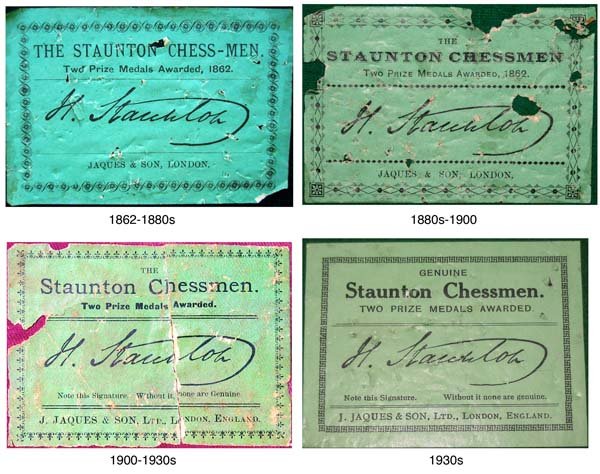 THE STAUNTON CHESS-MEN.
Two Prize Medals Awarded, 1862.
H. Staunton
JAQUES & SON, LONDON.
1862-1880s
THE
STAUNTON CHESSMEN
Two Prize Medals Awarded, 1862.
H. Staunton
JAQUES & SON, LONDON.
1880s-1900
THE
Staunton Chessmen.
Two Prize Medals Awarded.
H. Staunton
Note this Signature. Without it none are Genuine.
J. JAQUES & SON, LTD., LONDON, ENGLAND.
1900-1930s
GENUINE
Staunton Chessmen.
TWO PRIZE MEDALS AWARDED
H. Staunton
Note this Signature. Without it none are genuine.
J. JAQUES & SON, LTD., LONDON, ENGLAND.
1930s